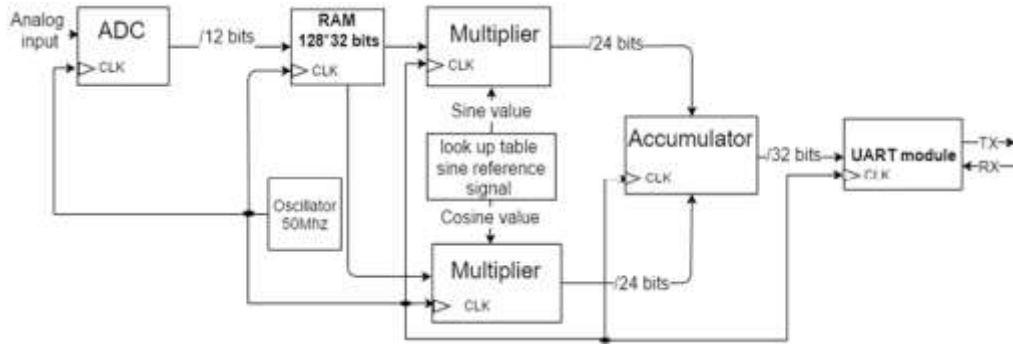 Analog
input
ADC
CLK
/12 bits
RAM
128*32 bits
CLK
Multiplier
CLK
/24 bits
Sine value
look up table
sine reference
signal
Cosine value
Oscillator
50Mhz
Multiplier
CLK
/24 bits
Accumulator
CLK
/32 bits
UART module
CLK
TX
RX